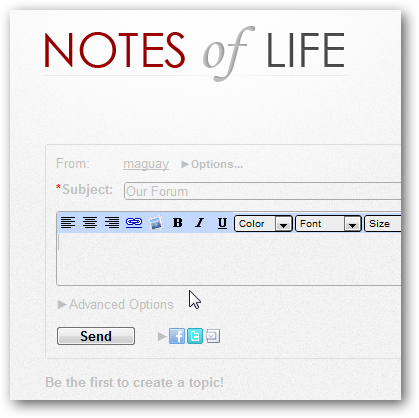 NOTES of LIFE
From: maguay ▶Options...
*Subject: Our Forum
B I U Color Font Size
▶Advanced Options
Send ▶
Be the first to create a topic!